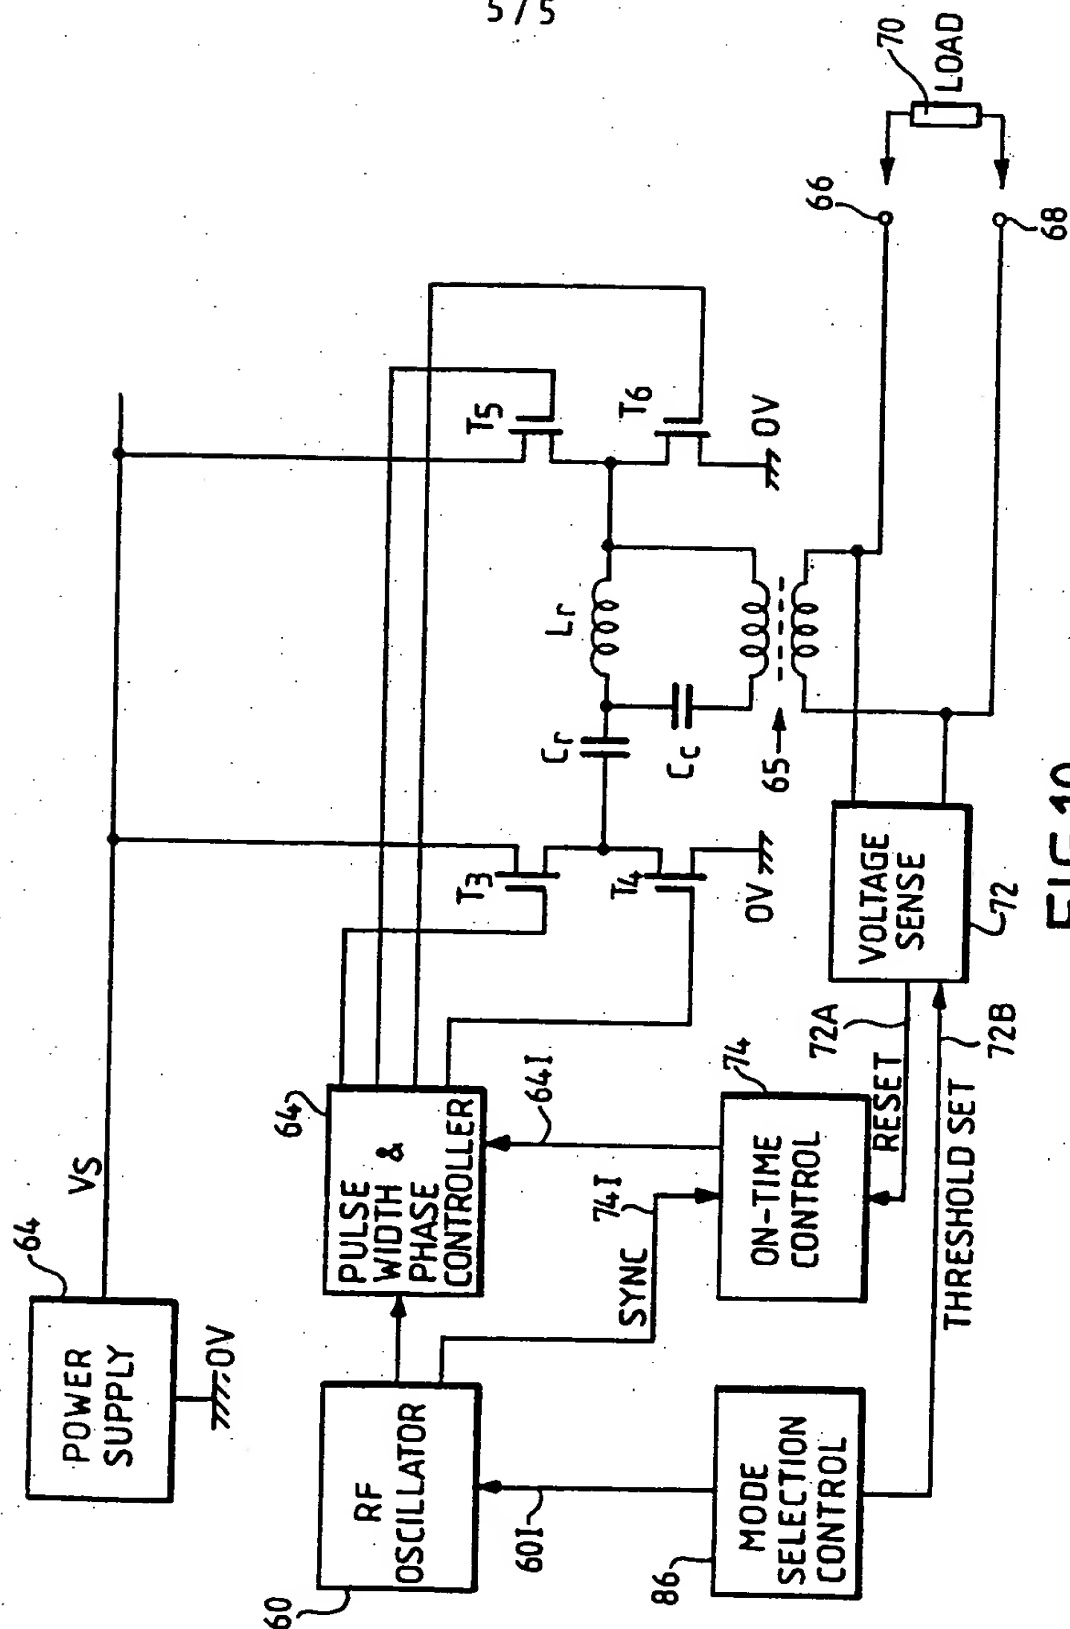 5/5
POWER
SUPPLY
64
VS
0V
RF
OSCILLATOR
60
60I
PULSE
WIDTH &
PHASE
CONTROLLER
64
64I
SYNC
74I
ON-TIME
CONTROL
74
MODE
SELECTION
CONTROL
86
THRESHOLD SET
RESET
72A
72B
VOLTAGE
SENSE
72
T3
T4
0V
Cr
Lr
Cc
65
T5
T6
0V
66
68
70
LOAD
FIG.10